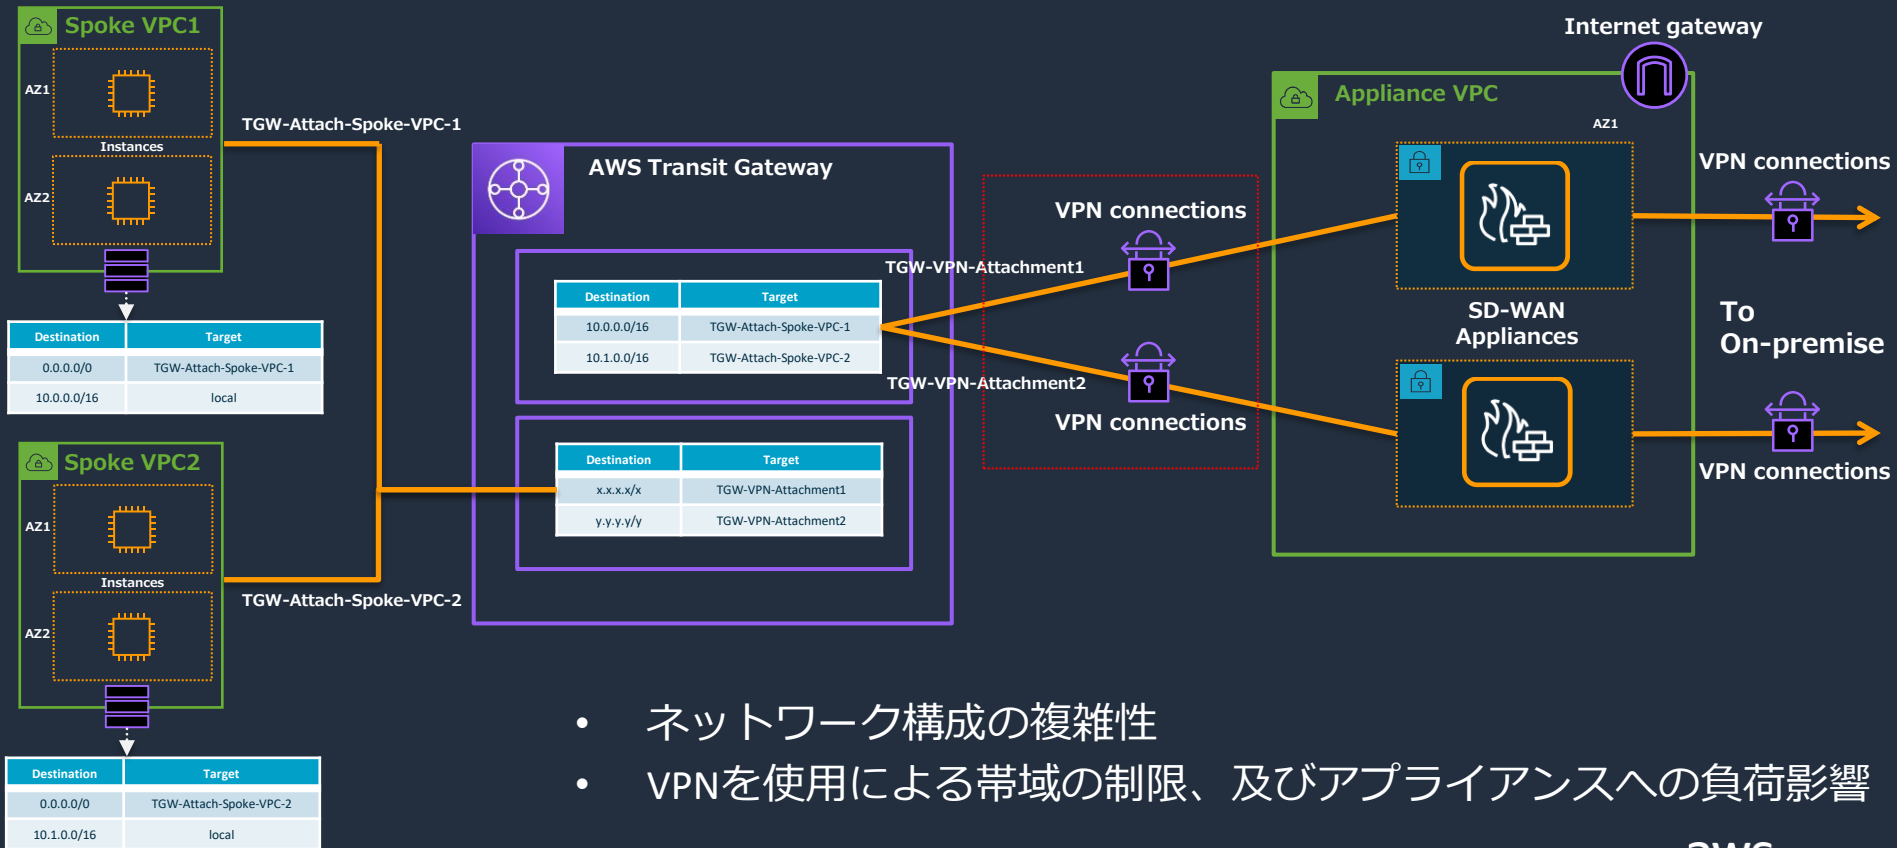 Spoke VPC1
AZ1
Instances
AZ2
Destination Target
0.0.0.0/0 TGW-Attach-Spoke-VPC-1
10.0.0.0/16 local
Spoke VPC2
AZ1
Instances
AZ2
Destination Target
0.0.0.0/0 TGW-Attach-Spoke-VPC-2
10.1.0.0/16 local
TGW-Attach-Spoke-VPC-1
TGW-Attach-Spoke-VPC-2
AWS Transit Gateway
Destination Target
10.0.0.0/16 TGW-Attach-Spoke-VPC-1
10.1.0.0/16 TGW-Attach-Spoke-VPC-2
Destination Target
x.x.x.x/x TGW-VPN-Attachment1
y.y.y.y/y TGW-VPN-Attachment2
VPN connections
TGW-VPN-Attachment1
TGW-VPN-Attachment2
VPN connections
Internet gateway
Appliance VPC
AZ1
SD-WAN
Appliances
VPN connections
To
On-premise
VPN connections
• ネットワーク構成の複雑性
• VPNを使用による帯域の制限、及びアプライアンスへの負荷影響